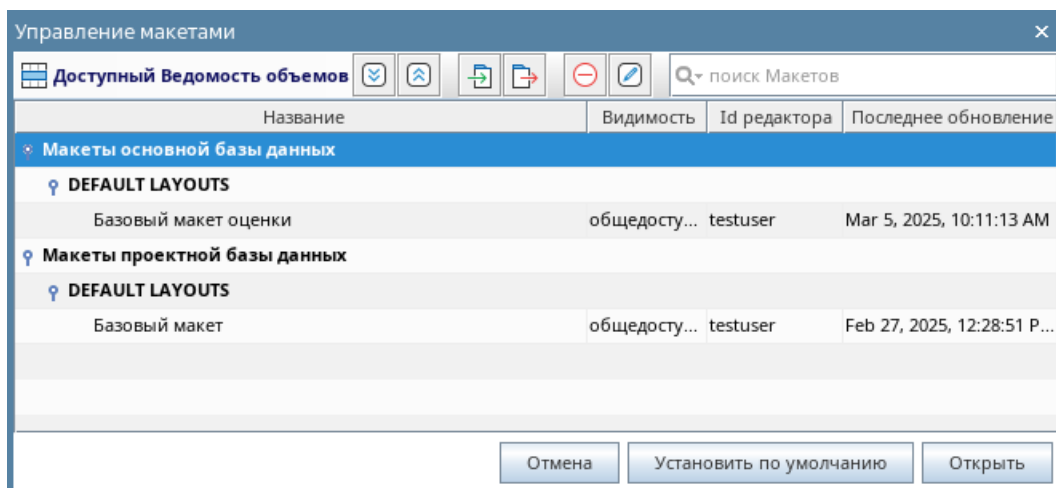 Управление макетами
Доступный Ведомость объемов поиск Макетов
Название Видимость Id редактора Последнее обновление
Макеты основной базы данных
DEFAULT LAYOUTS
Базовый макет оценки общедосту... testuser Mar 5, 2025, 10:11:13 AM
Макеты проектной базы данных
DEFAULT LAYOUTS
Базовый макет общедосту... testuser Feb 27, 2025, 12:28:51 P...
Отмена Установить по умолчанию Открыть